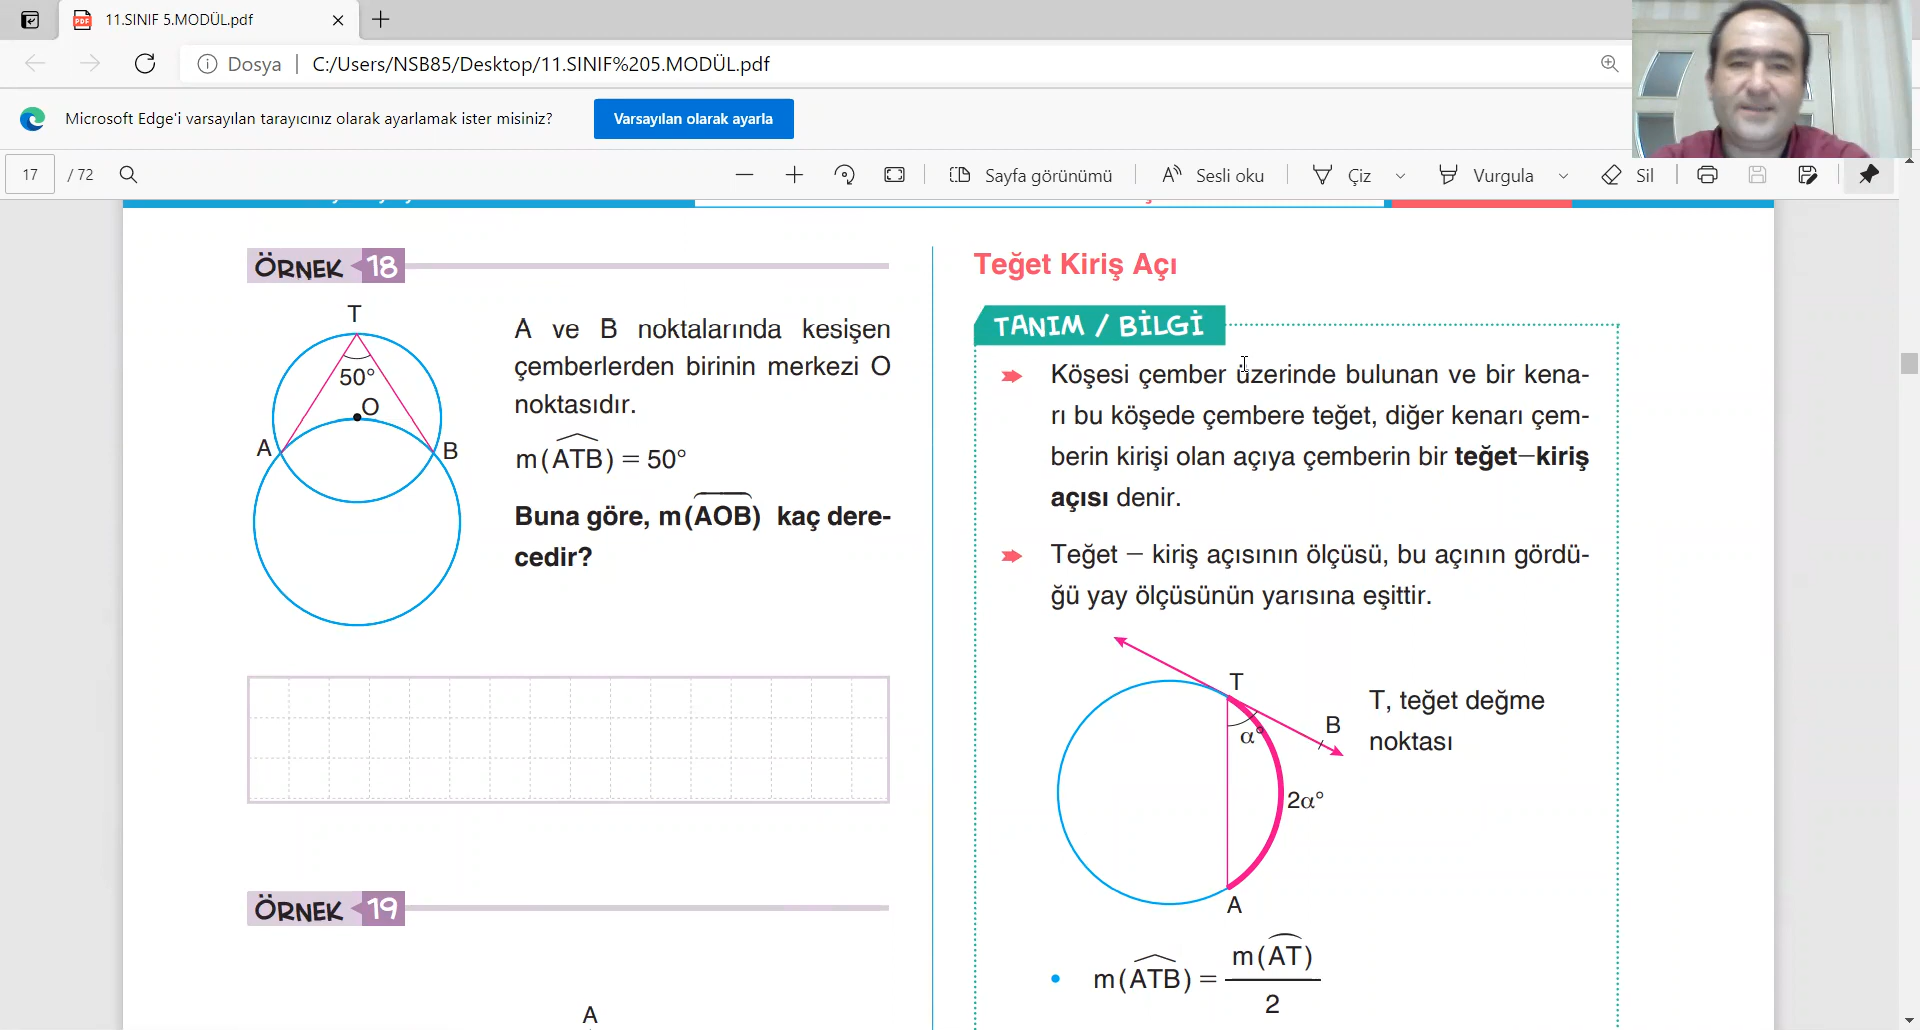 11.SINIF 5.MODÜL.pdf
Dosya | C:/Users/NSB85/Desktop/11.SINIF%205.MODÜL.pdf
Microsoft Edge'i varsayılan tarayıcınız olarak ayarlamak ister misiniz?
Varsayılan olarak ayarla
17 / 72
Sayfa görünümü
Sesli oku
Çiz
Vurgula
Sil
ÖRNEK 18
T
50°
O
A
B
A ve B noktalarında kesişen
çemberlerden birinin merkezi O
noktasıdır.
m(ATB) = 50°
Buna göre, m(AOB) kaç dere-
cedir?
ÖRNEK 19
A
Teğet Kiriş Açı
TANIM / BİLGİ
Köşesi çember üzerinde bulunan ve bir kena-
rı bu köşede çembere teğet, diğer kenarı çem-
berin kirişi olan açıya çemberin bir teğet–kiriş
açısı denir.
Teğet – kiriş açısının ölçüsü, bu açının gördü-
ğü yay ölçüsünün yarısına eşittir.
T
B
α°
2α°
A
T, teğet değme
noktası
m(ATB) = m(AT) / 2